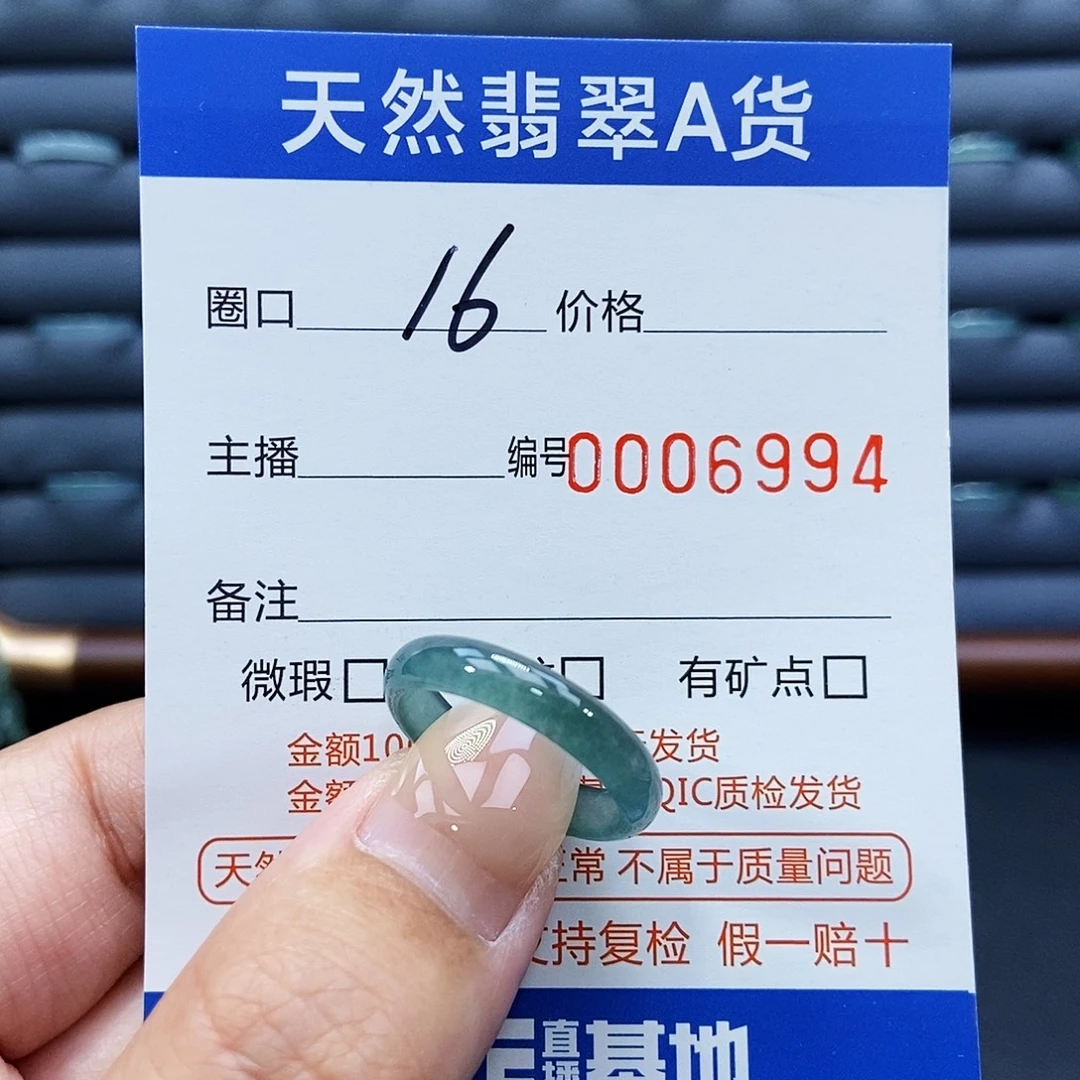 天然翡翠A货
圈口 16 价格
主播 编号0006994
备注
微瑕□ □ 有矿点□
金额10 发货
金额 QIC质检发货
天然 正常 不属于质量问题
支持复检 假一赔十
直播基地